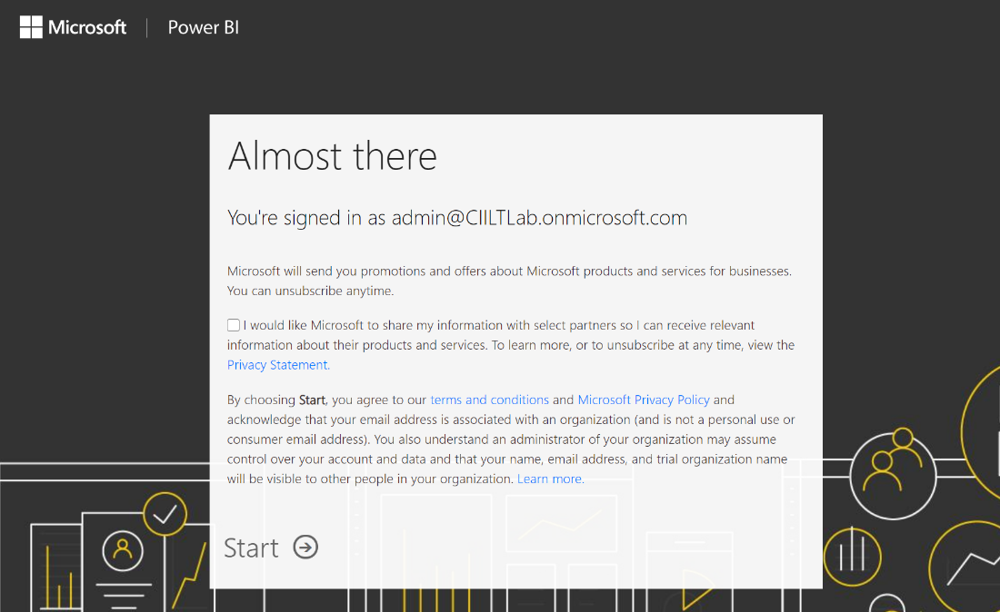 Microsoft | Power BI
Almost there
You're signed in as admin@CIILTLab.onmicrosoft.com
Microsoft will send you promotions and offers about Microsoft products and services for businesses.
You can unsubscribe anytime.
I would like Microsoft to share my information with select partners so I can receive relevant
information about their products and services. To learn more, or to unsubscribe at any time, view the
Privacy Statement.
By choosing Start, you agree to our terms and conditions and Microsoft Privacy Policy and
acknowledge that your email address is associated with an organization (and is not a personal use or
consumer email address). You also understand an administrator of your organization may assume
control over your account and data and that your name, email address, and trial organization name
will be visible to other people in your organization. Learn more.
Start